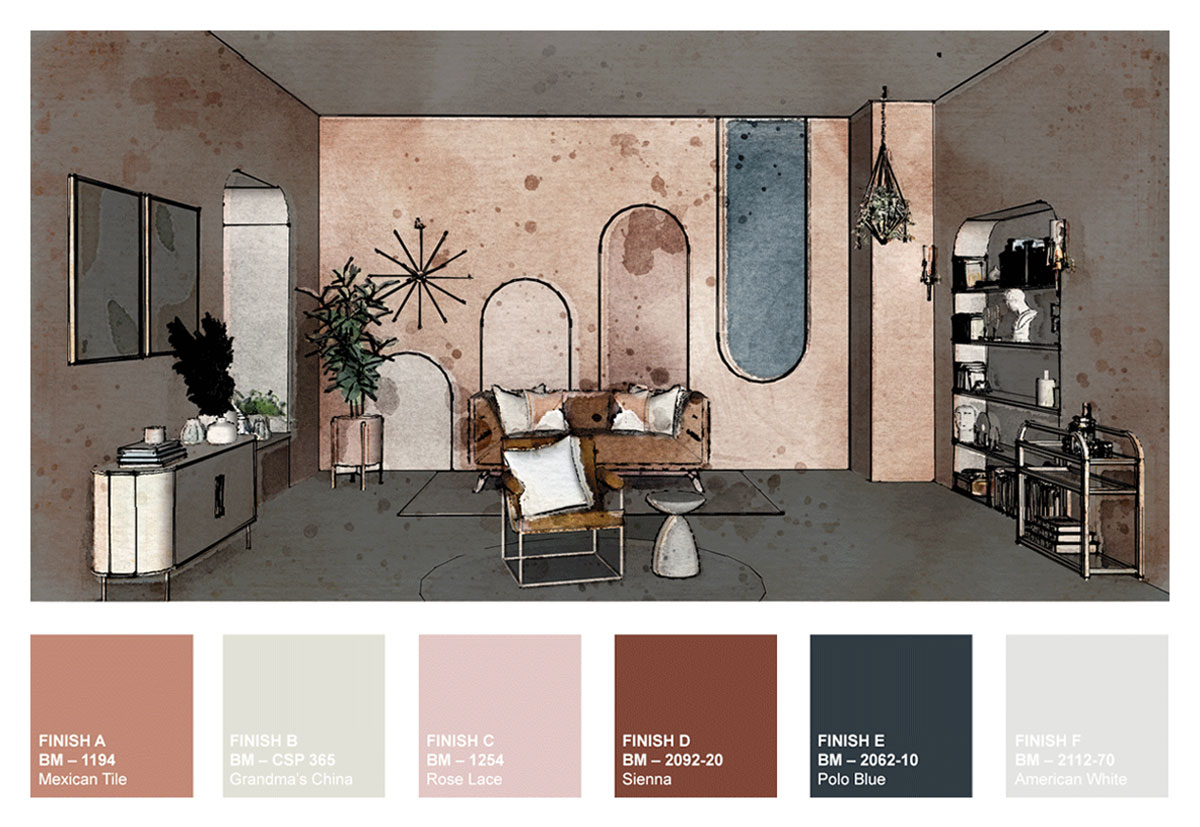 FINISH A
BM – 1194
Mexican Tile
FINISH B
BM – CSP 365
Grandma's China
FINISH C
BM – 1254
Rose Lace
FINISH D
BM – 2092-20
Sienna
FINISH E
BM – 2062-10
Polo Blue
FINISH F
BM – 2112-70
American White